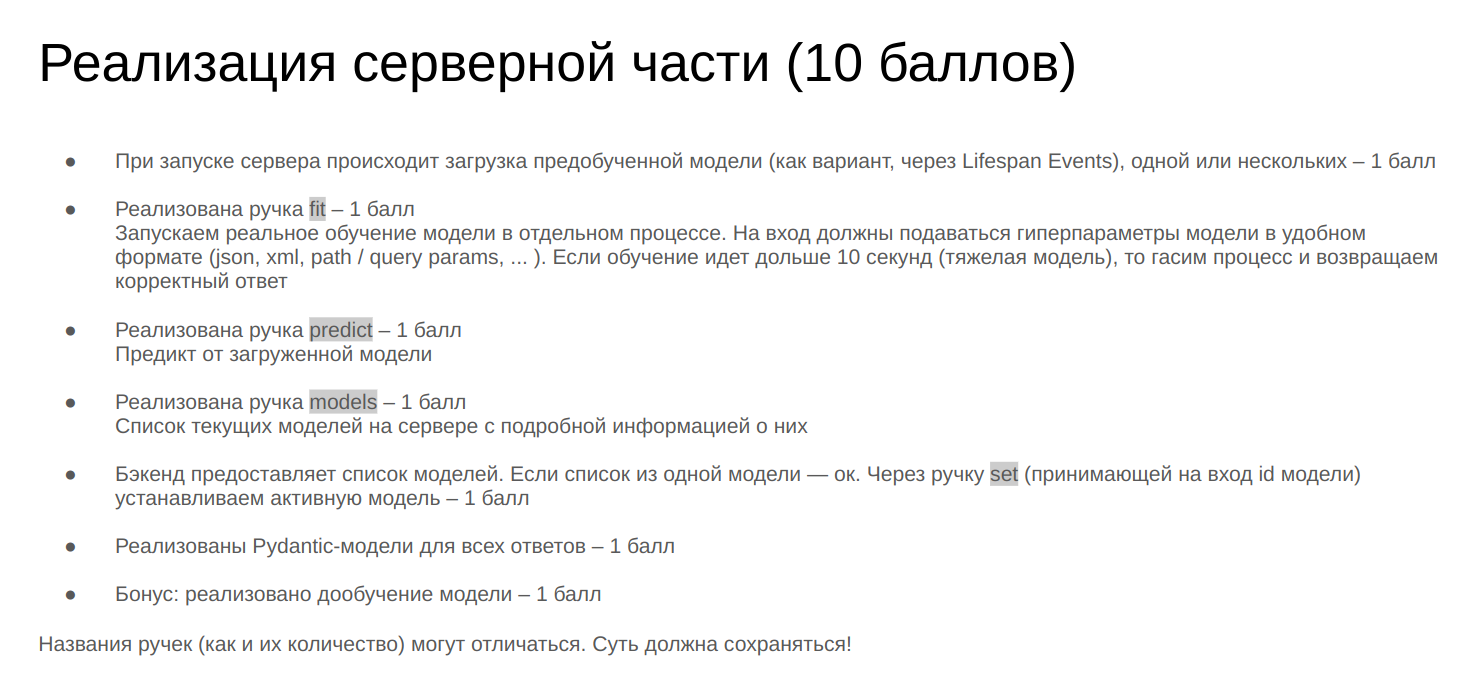 Реализация серверной части (10 баллов)
● При запуске сервера происходит загрузка предобученной модели (как вариант, через Lifespan Events), одной или нескольких – 1 балл
● Реализована ручка fit – 1 балл
Запускаем реальное обучение модели в отдельном процессе. На вход должны подаваться гиперпараметры модели в удобном
формате (json, xml, path / query params, ... ). Если обучение идет дольше 10 секунд (тяжелая модель), то гасим процесс и возвращаем
корректный ответ
● Реализована ручка predict – 1 балл
Предикт от загруженной модели
● Реализована ручка models – 1 балл
Список текущих моделей на сервере с подробной информацией о них
● Бэкенд предоставляет список моделей. Если список из одной модели — ок. Через ручку set (принимающей на вход id модели)
устанавливаем активную модель – 1 балл
● Реализованы Pydantic-модели для всех ответов – 1 балл
● Бонус: реализовано дообучение модели – 1 балл
Названия ручек (как и их количество) могут отличаться. Суть должна сохраняться!